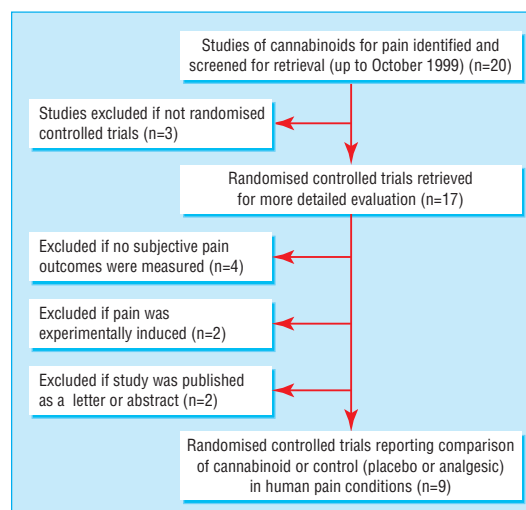 Studies of cannabinoids for pain identified and
screened for retrieval (up to October 1999) (n=20)
Studies excluded if not randomised
controlled trials (n=3)
Randomised controlled trials retrieved
for more detailed evaluation (n=17)
Excluded if no subjective pain
outcomes were measured (n=4)
Excluded if pain was
experimentally induced (n=2)
Excluded if study was published
as a letter or abstract (n=2)
Randomised controlled trials reporting comparison
of cannabinoid or control (placebo or analgesic)
in human pain conditions (n=9)